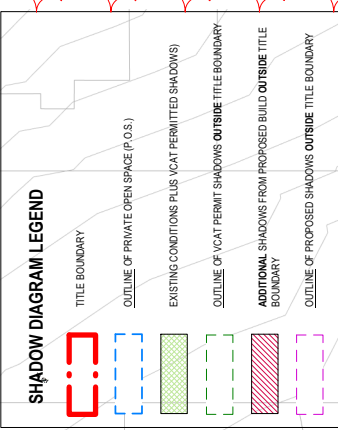 SHADOW DIAGRAM LEGEND
TITLE BOUNDARY
OUTLINE OF PRIVATE OPEN SPACE (P.O.S.)
EXISTING CONDITIONS PLUS VCAT PERMITTED SHADOWS)
OUTLINE OF VCAT PERMIT SHADOWS OUTSIDE TITLE BOUNDARY
ADDITIONAL SHADOWS FROM PROPOSED BUILD OUTSIDE TITLE
BOUNDARY
OUTLINE OF PROPOSED SHADOWS OUTSIDE TITLE BOUNDARY